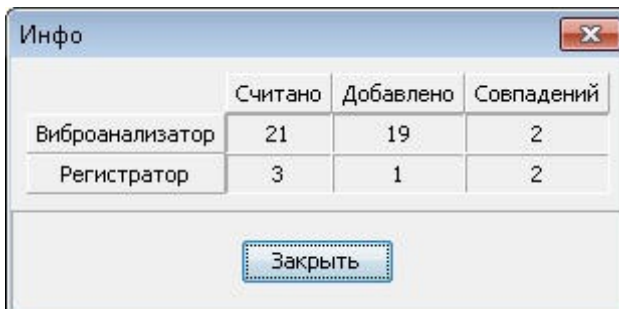 Инфо
Считано Добавлено Совпадений
Виброанализатор 21 19 2
Регистратор 3 1 2
Закрыть